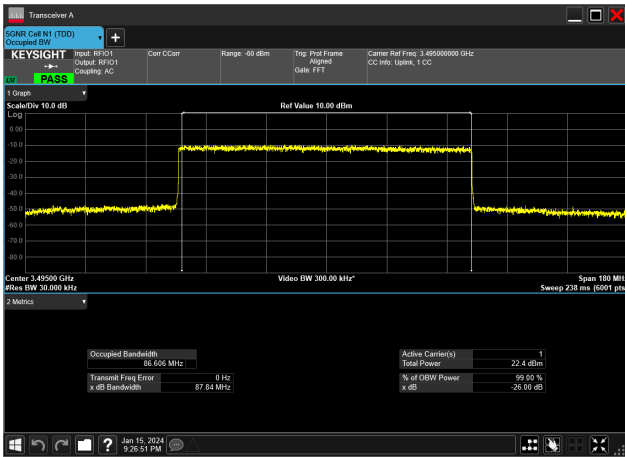 Transceiver A
5GNR Cell N1 (TDD)
Occupied BW
KEYSIGHT
LXI
PASS
Input: RFIO1
Output: RFIO1
Coupling: AC
Corr CCorr
Range: -60 dBm
Trig: Prot Frame
Aligned
Gate: FFT
Carrier Ref Freq: 3.495000000 GHz
CC Info: Uplink, 1 CC
1 Graph
Scale/Div 10.0 dB
Ref Value 10.00 dBm
Log
0.00
-10.0
-20.0
-30.0
-40.0
-50.0
-60.0
-70.0
-80.0
Center 3.49500 GHz
Video BW 300.00 kHz*
Span 180 MHz
#Res BW 30.000 kHz
Sweep 238 ms (6001 pts
2 Metrics
Occupied Bandwidth
86.606 MHz
Transmit Freq Error 0 Hz
x dB Bandwidth 87.84 MHz
Active Carrier(s) 1
Total Power 22.4 dBm
% of OBW Power 99.00 %
x dB -26.00 dB
?
Jan 15, 2024
9:26:51 PM